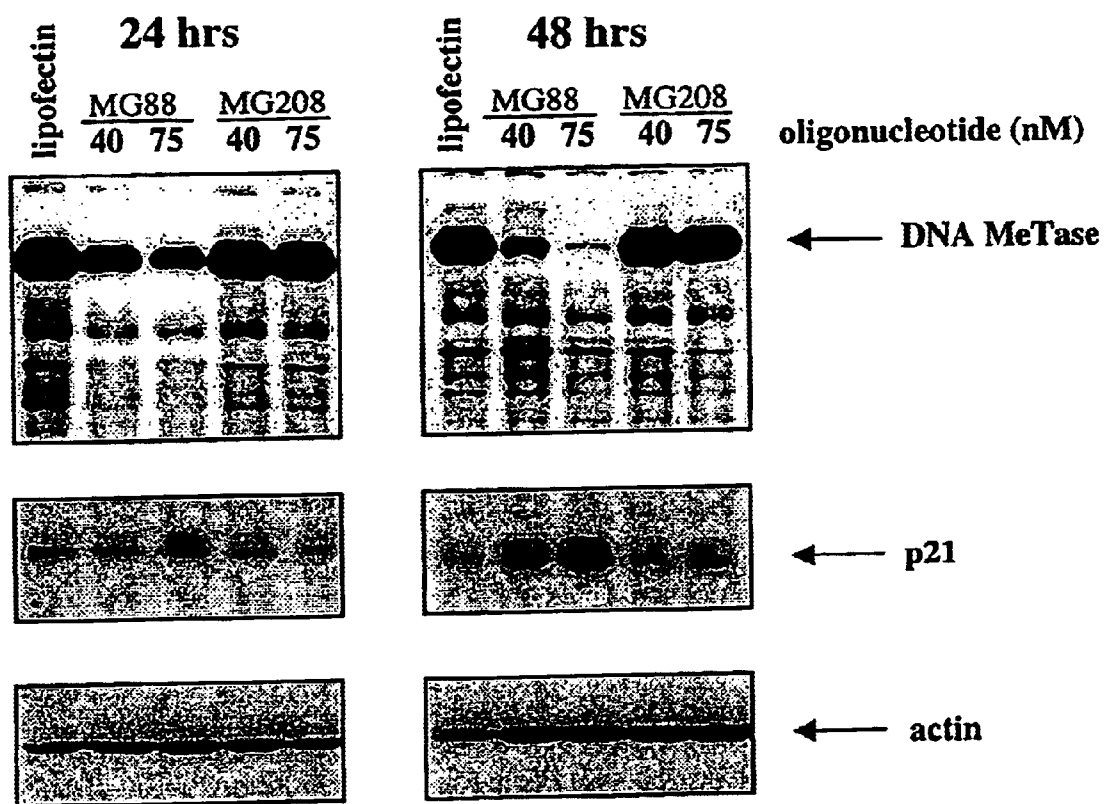 24 hrs
48 hrs
lipofectin
MG88
MG208
lipofectin
MG88
MG208
40 75 40 75
40 75 40 75
oligonucleotide (nM)
DNA MeTase
p21
actin